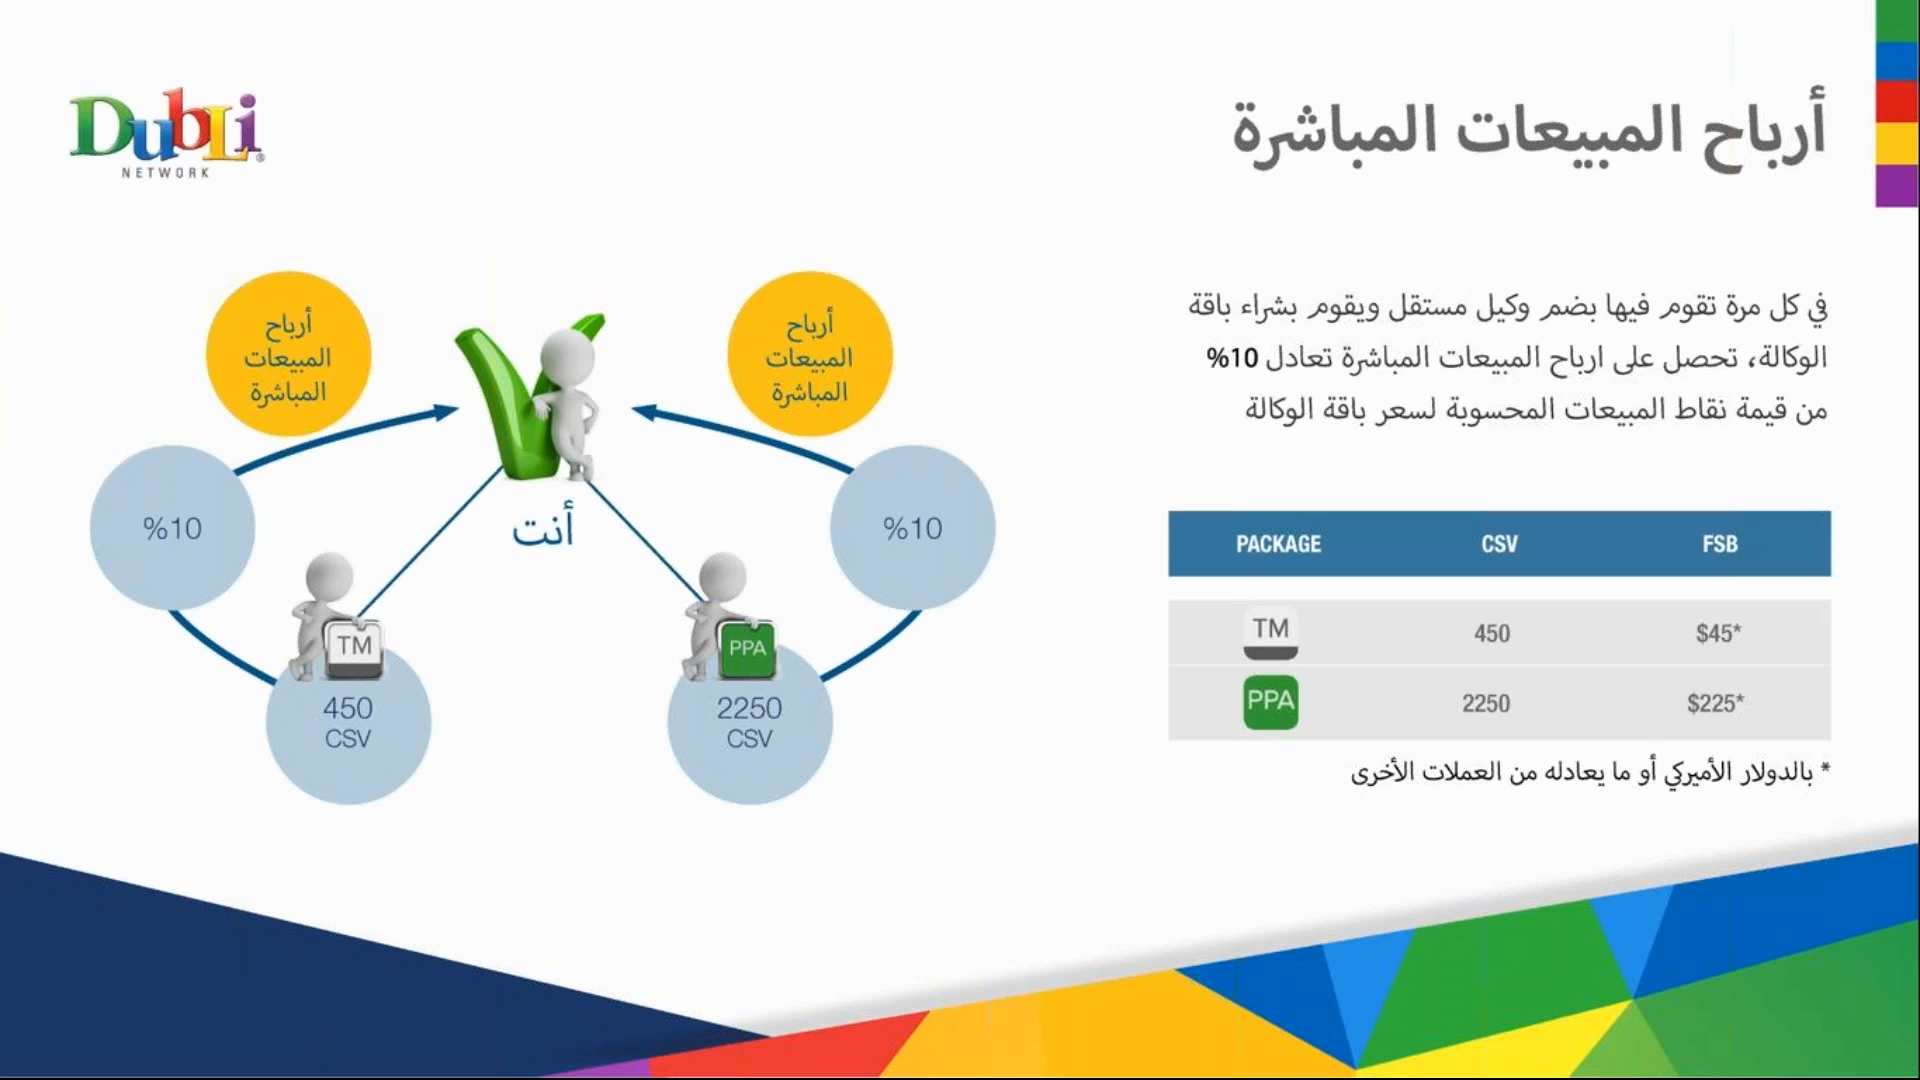 DubLi
NETWORK
أرباح المبيعات المباشرة
في كل مرة تقوم فيها بضم وكيل مستقل ويقوم بشراء باقة
الوكالة، تحصل على ارباح المبيعات المباشرة تعادل 10%
من قيمة نقاط المبيعات المحسوبة لسعر باقة الوكالة
PACKAGE CSV FSB
TM 450 $45*
PPA 2250 $225*
* بالدولار الأميركي أو ما يعادله من العملات الأخرى
أرباح
المبيعات
المباشرة
أرباح
المبيعات
المباشرة
%10
%10
أنت
TM
PPA
450
CSV
2250
CSV